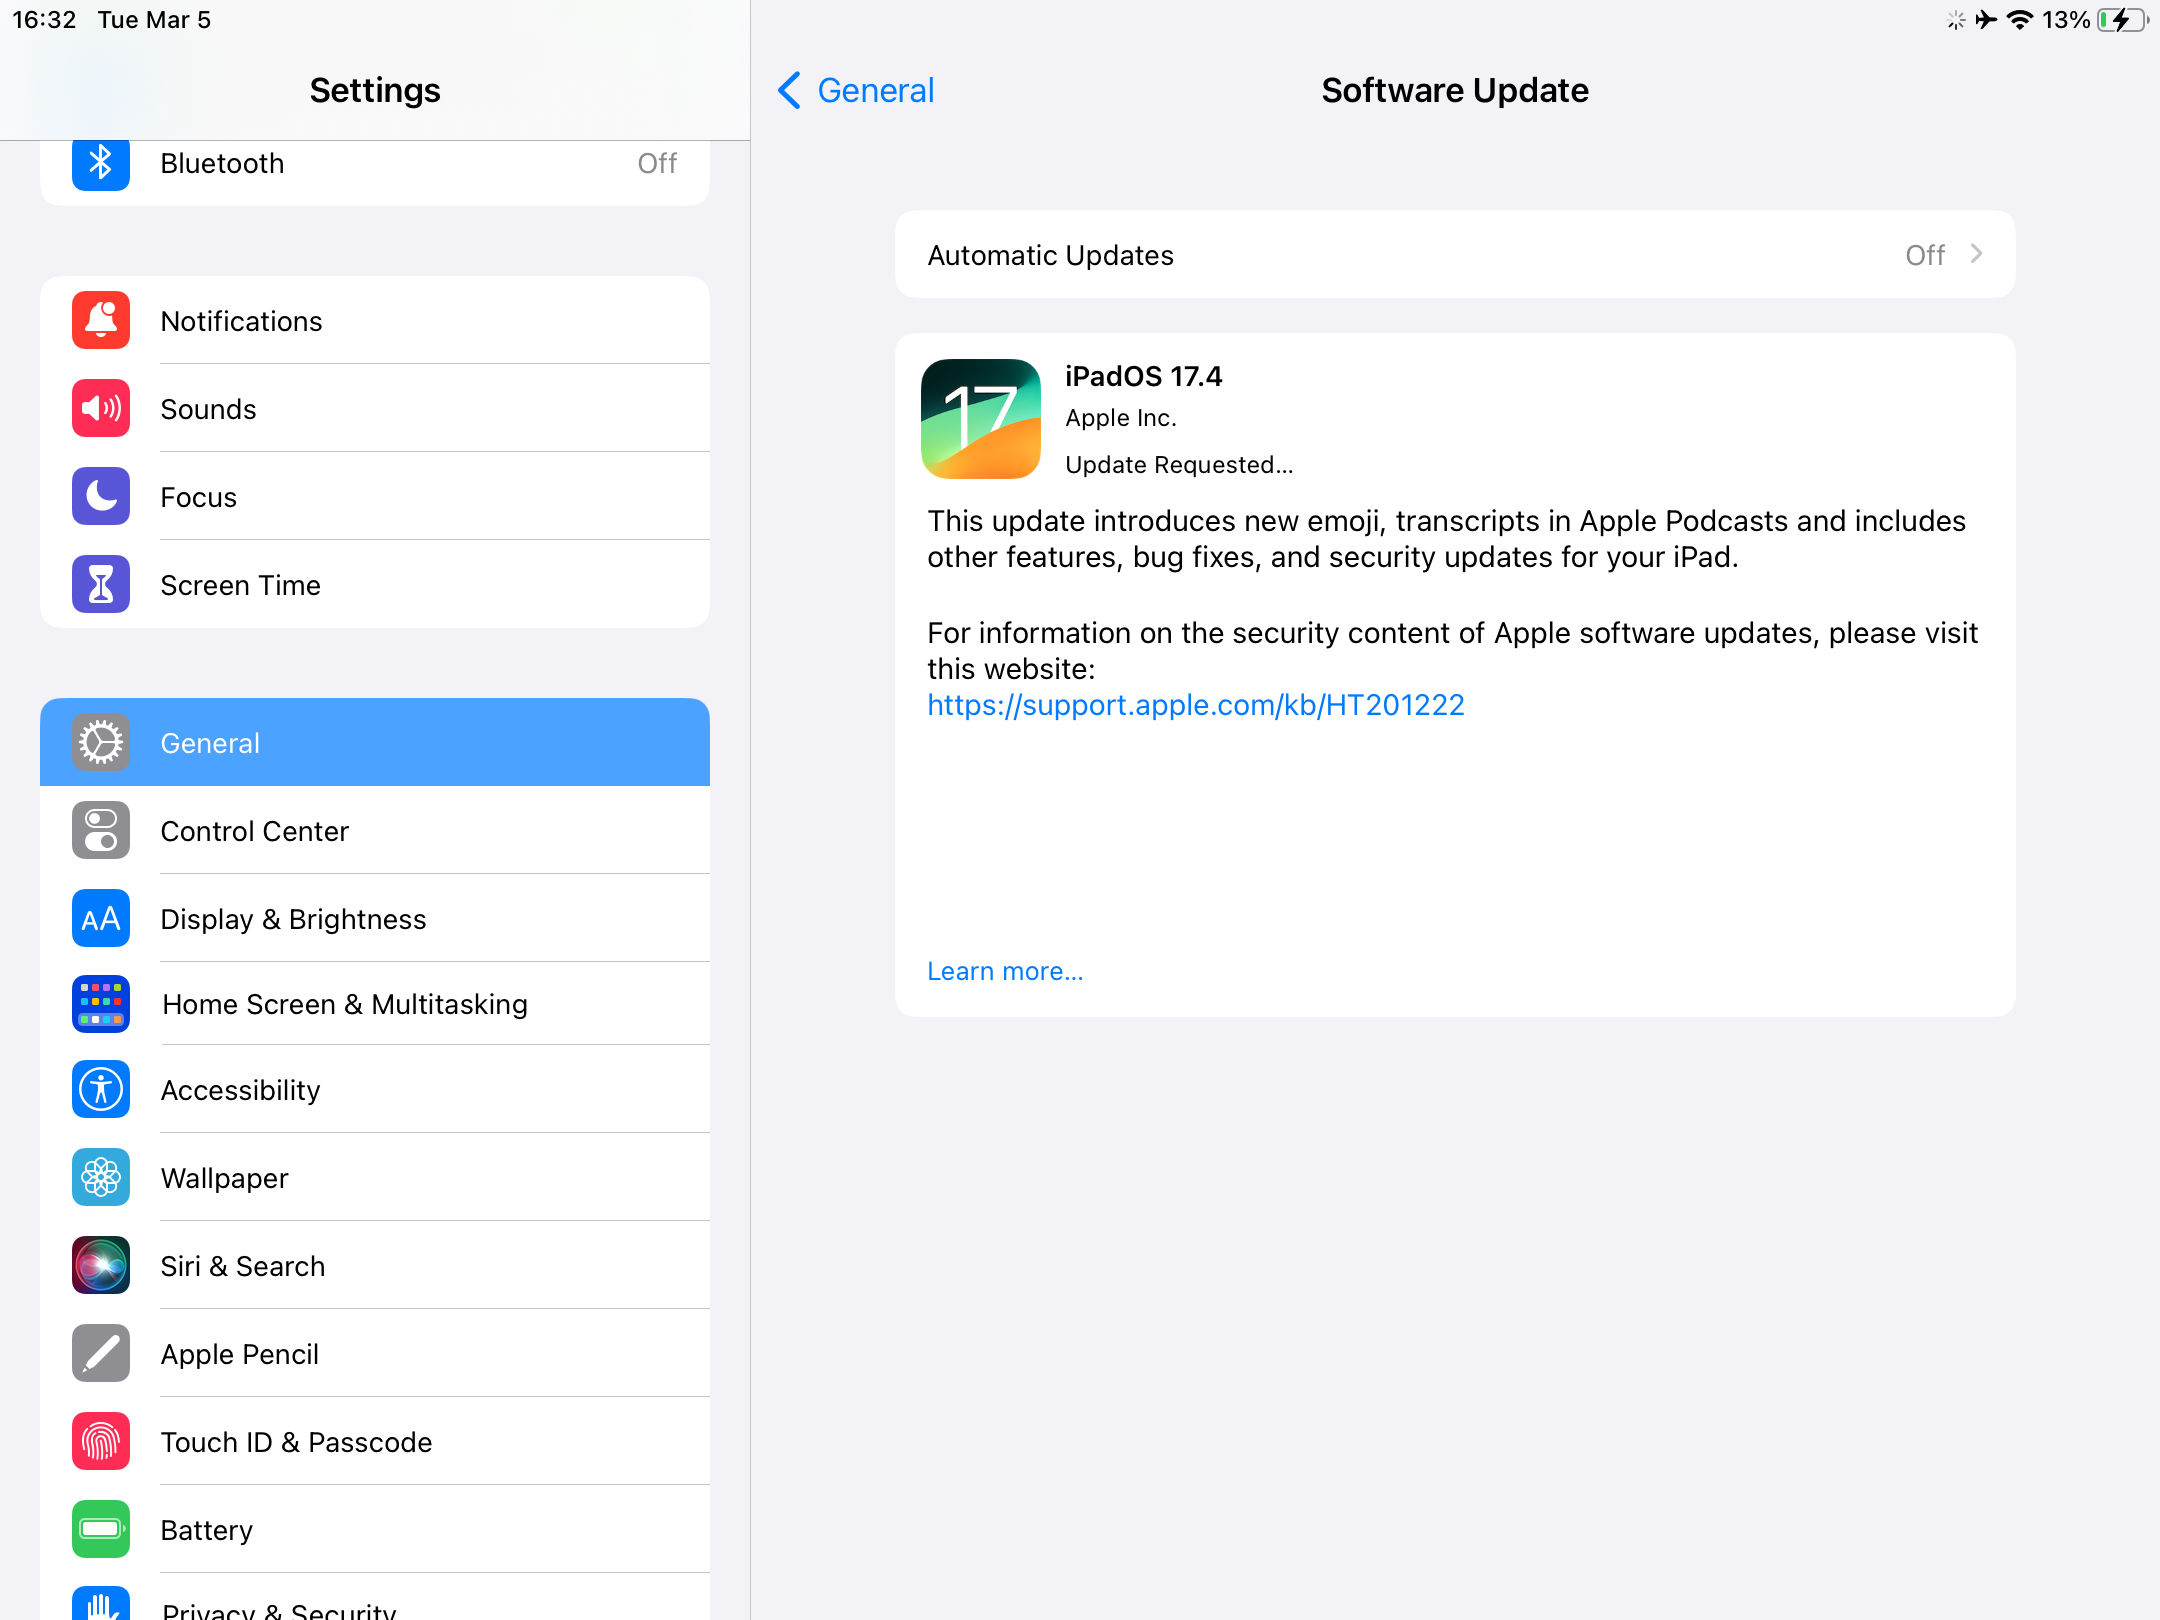 16:32 Tue Mar 5
13%
Settings
Bluetooth Off
Notifications
Sounds
Focus
Screen Time
General
Control Center
AA Display & Brightness
Home Screen & Multitasking
Accessibility
Wallpaper
Siri & Search
Apple Pencil
Touch ID & Passcode
Battery
Privacy & Security
General
Software Update
Automatic Updates Off
17
iPadOS 17.4
Apple Inc.
Update Requested...
This update introduces new emoji, transcripts in Apple Podcasts and includes
other features, bug fixes, and security updates for your iPad.
For information on the security content of Apple software updates, please visit
this website:
https://support.apple.com/kb/HT201222
Learn more...